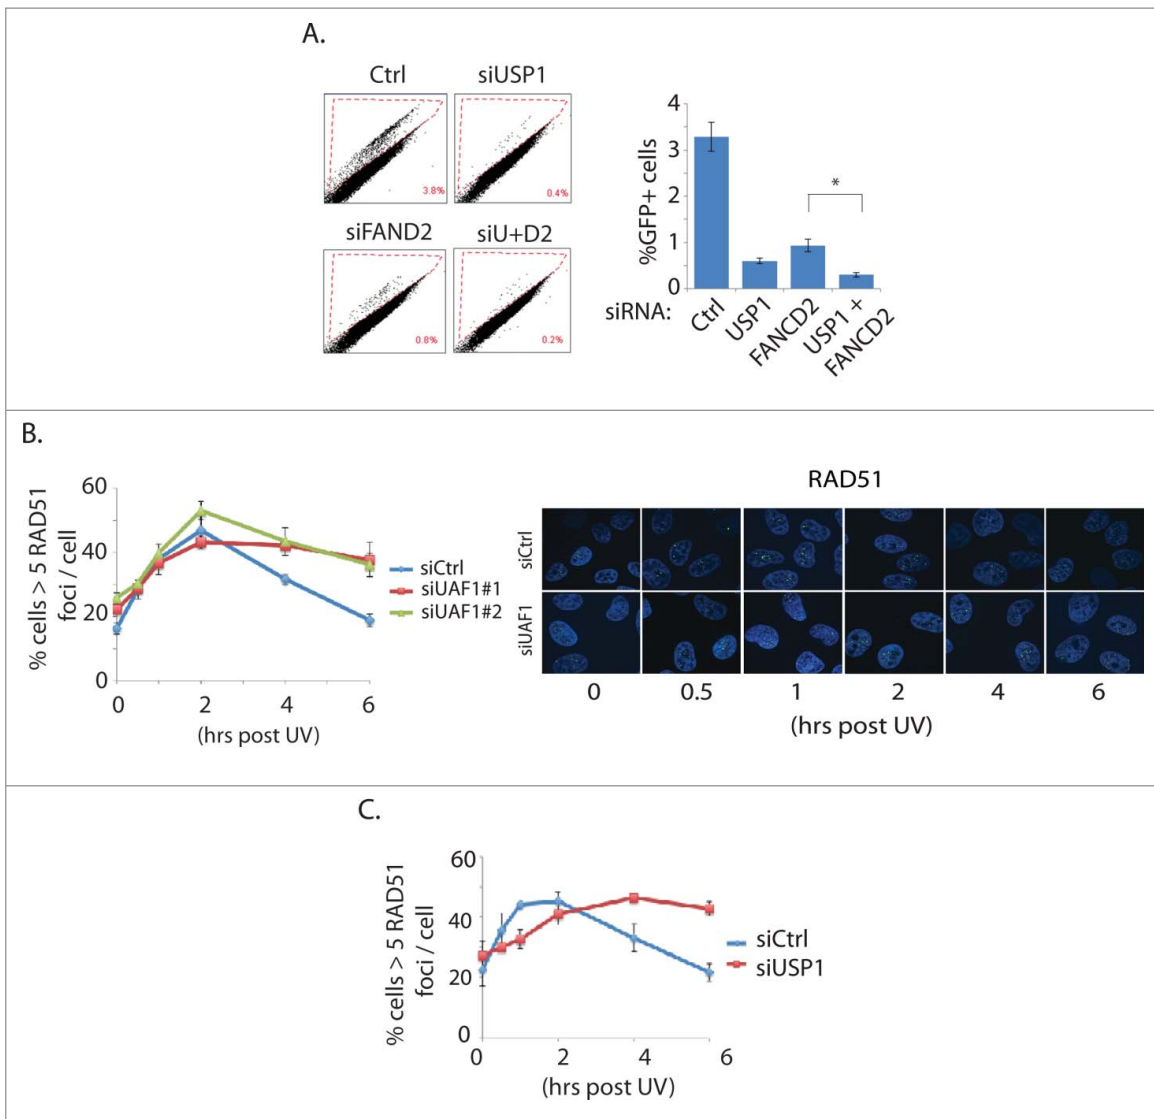 A.
Ctrl
siUSP1
3.8%
0.4%
siFAND2
siU+D2
0.8%
0.2%
%GFP+ cells
4
3
2
1
0
*
siRNA:
Ctrl
USP1
FANCD2
USP1 +
FANCD2
B.
% cells > 5 RAD51
foci / cell
60
40
20
0
0
2
4
6
(hrs post UV)
siCtrl
siUAF1#1
siUAF1#2
RAD51
siCtrl
siUAF1
0
0.5
1
2
4
6
(hrs post UV)
C.
% cells > 5 RAD51
foci / cell
60
40
20
0
0
2
4
6
(hrs post UV)
siCtrl
siUSP1